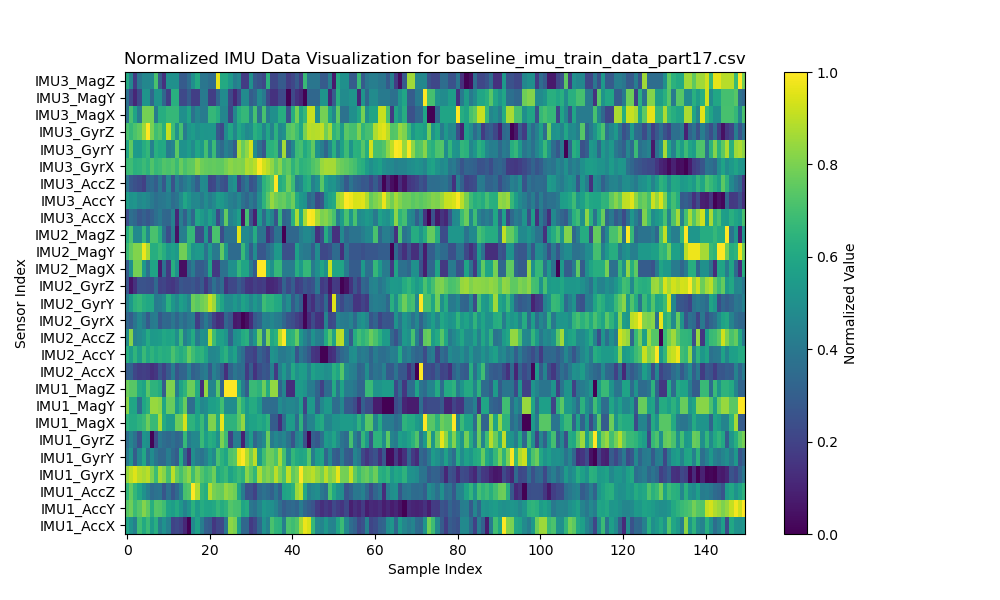 Normalized IMU Data Visualization for baseline_imu_train_data_part17.csv
IMU3_MagZ
IMU3_MagY
IMU3_MagX
IMU3_GyrZ
IMU3_GyrY
IMU3_GyrX
IMU3_AccZ
IMU3_AccY
IMU3_AccX
IMU2_MagZ
IMU2_MagY
IMU2_MagX
IMU2_GyrZ
IMU2_GyrY
IMU2_GyrX
IMU2_AccZ
IMU2_AccY
IMU2_AccX
IMU1_MagZ
IMU1_MagY
IMU1_MagX
IMU1_GyrZ
IMU1_GyrY
IMU1_GyrX
IMU1_AccZ
IMU1_AccY
IMU1_AccX
Sensor Index
0 20 40 60 80 100 120 140
Sample Index
1.0
0.8
0.6
0.4
0.2
0.0
Normalized Value